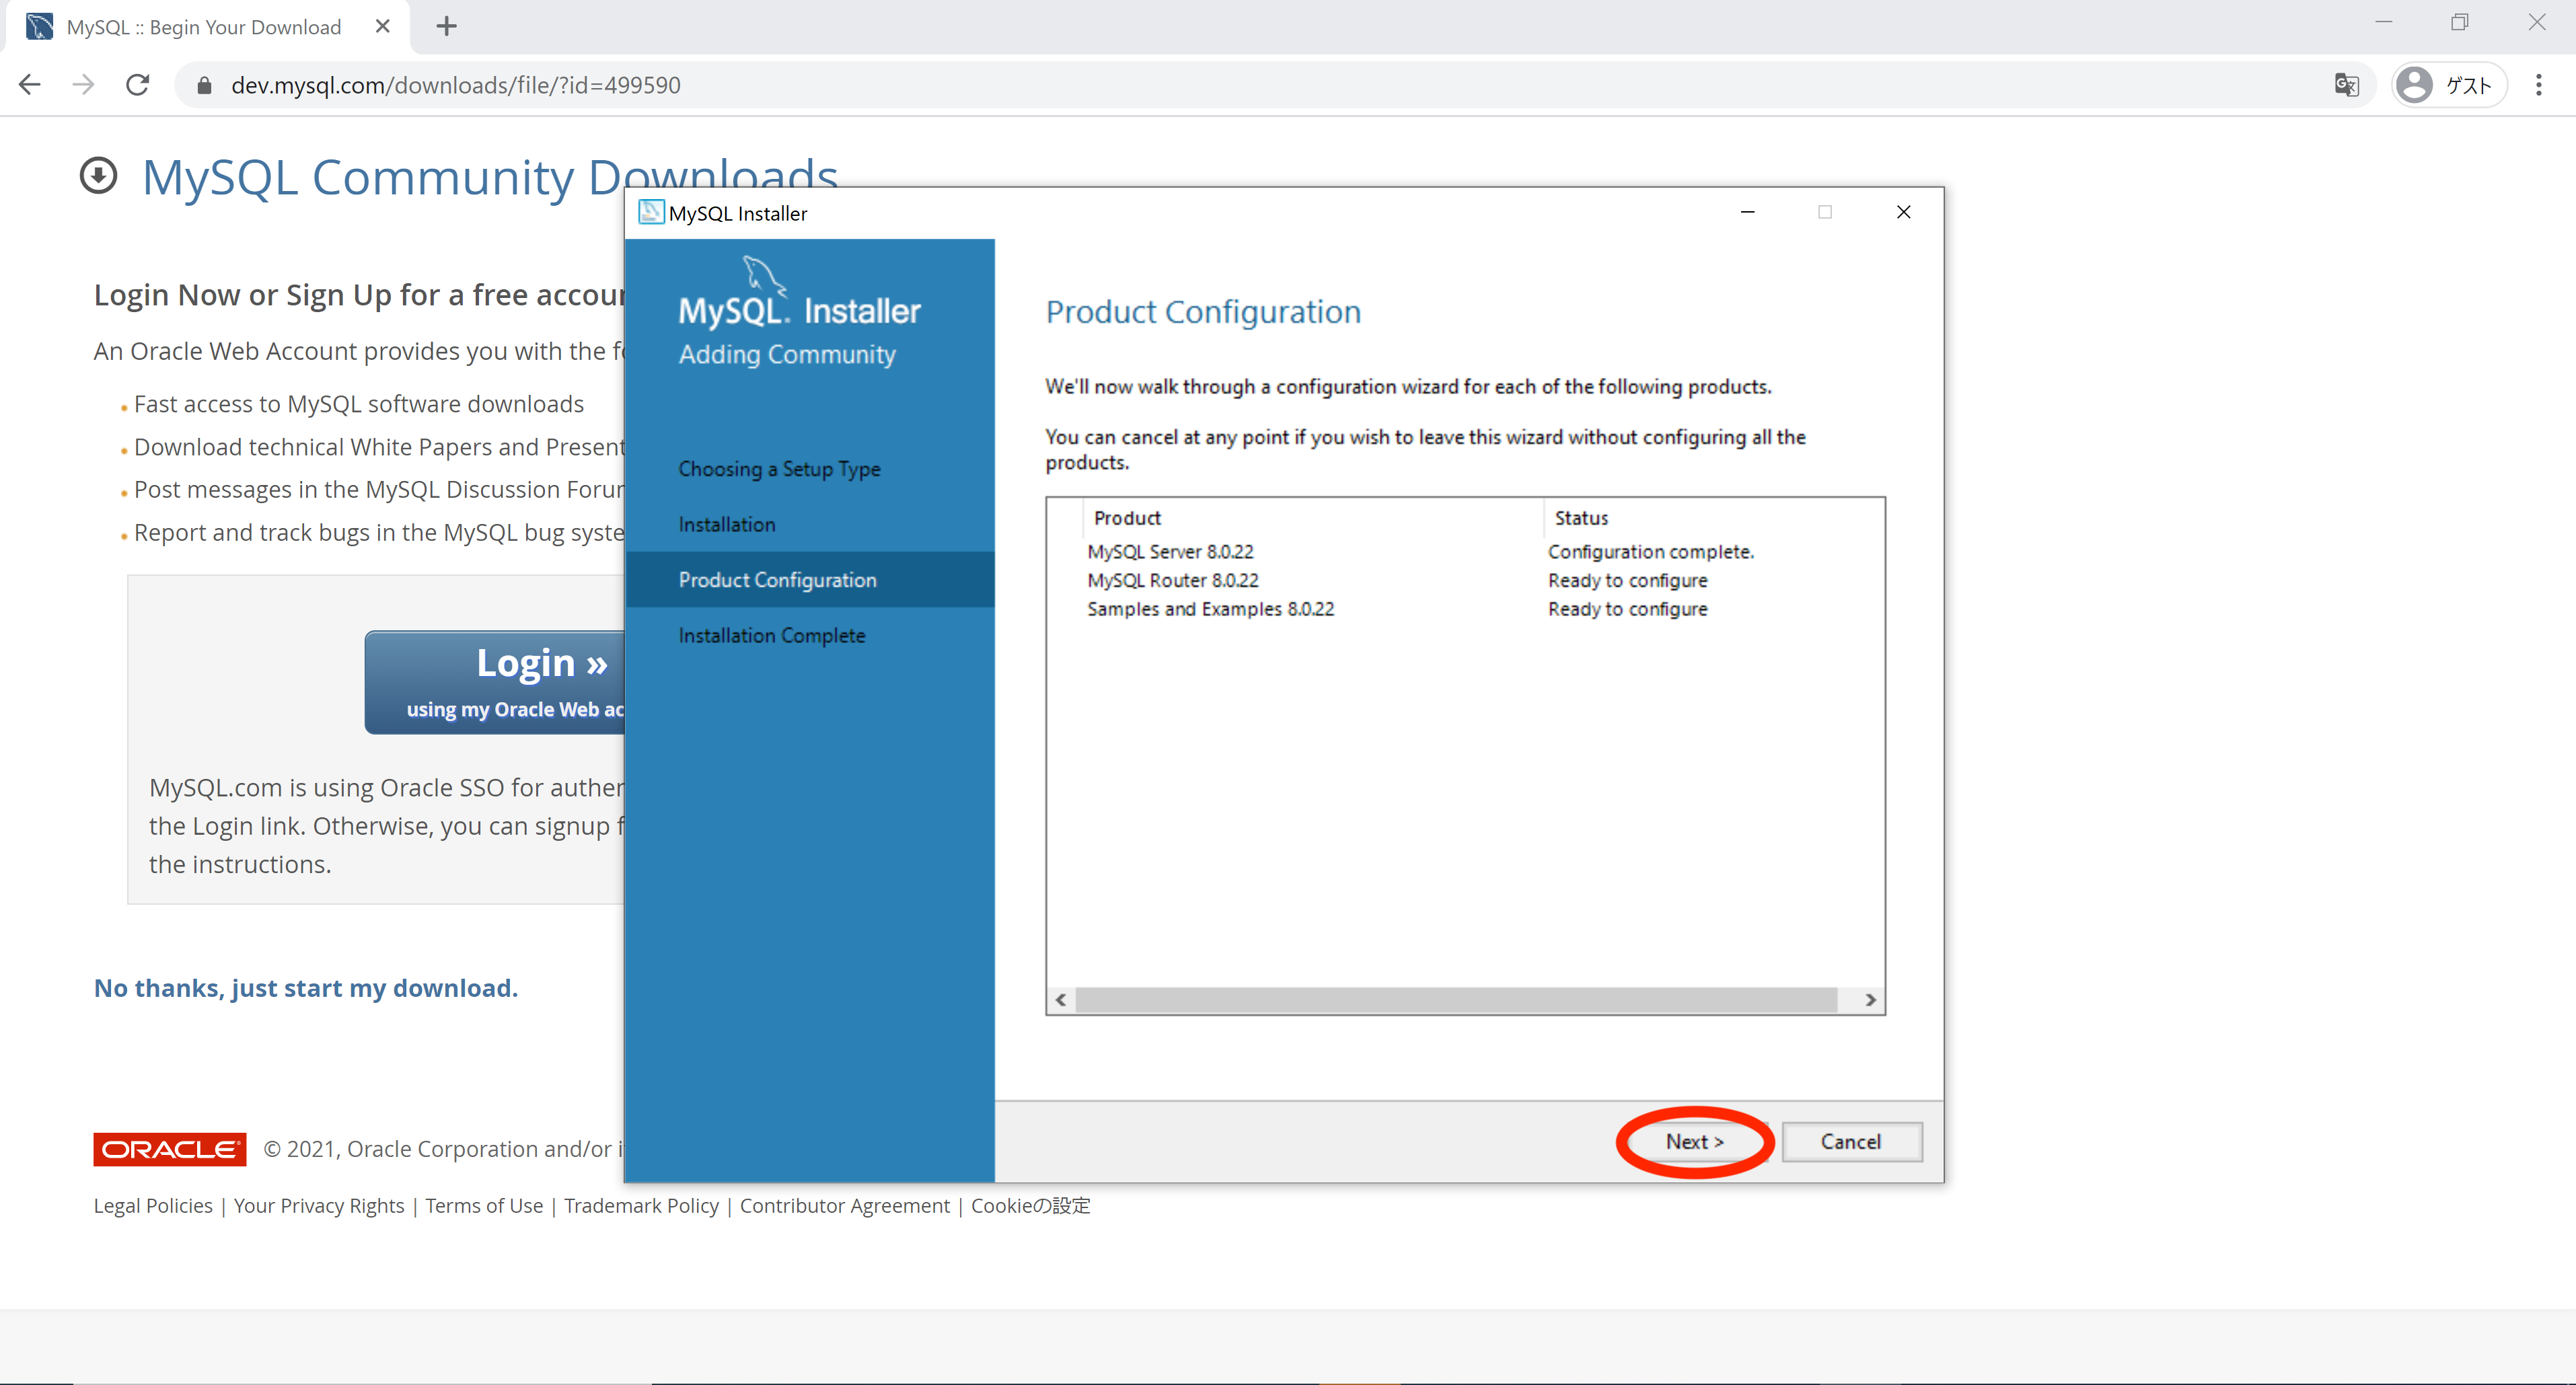 MySQL :: Begin Your Download
dev.mysql.com/downloads/file/?id=499590
ゲスト
MySQL Community Downloads
Login Now or Sign Up for a free accou
An Oracle Web Account provides you with the f
Fast access to MySQL software downloads
Download technical White Papers and Present
Post messages in the MySQL Discussion Foru
Report and track bugs in the MySQL bug syste
Login »
using my Oracle Web ac
MySQL.com is using Oracle SSO for authe
the Login link. Otherwise, you can signup f
the instructions.
No thanks, just start my download.
ORACLE
© 2021, Oracle Corporation and/or i
Legal Policies | Your Privacy Rights | Terms of Use | Trademark Policy | Contributor Agreement | Cookieの設定
MySQL Installer
MySQL. Installer
Adding Community
Choosing a Setup Type
Installation
Product Configuration
Installation Complete
Product Configuration
We'll now walk through a configuration wizard for each of the following products.
You can cancel at any point if you wish to leave this wizard without configuring all the
products.
Product Status
MySQL Server 8.0.22 Configuration complete.
MySQL Router 8.0.22 Ready to configure
Samples and Examples 8.0.22 Ready to configure
Next > Cancel